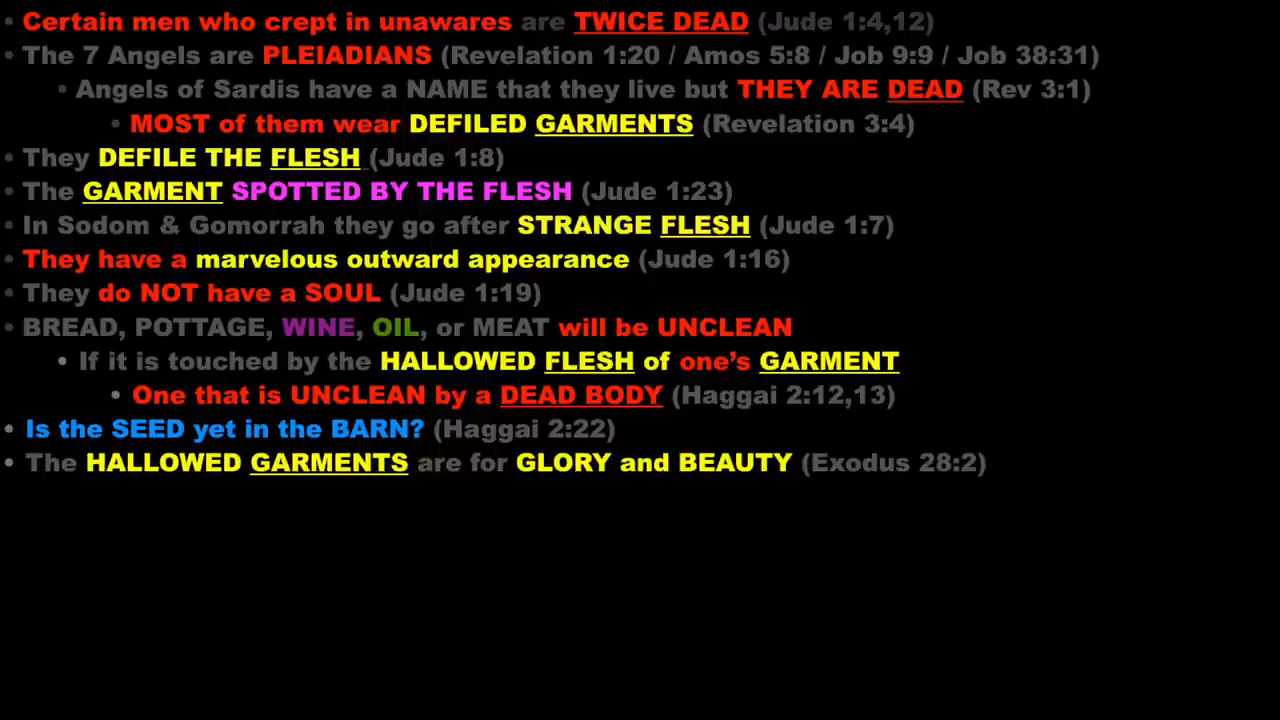 • Certain men who crept in unawares are TWICE DEAD (Jude 1:4,12)
• The 7 Angels are PLEIADIANS (Revelation 1:20 / Amos 5:8 / Job 9:9 / Job 38:31)
• Angels of Sardis have a NAME that they live but THEY ARE DEAD (Rev 3:1)
• MOST of them wear DEFILED GARMENTS (Revelation 3:4)
• They DEFILE THE FLESH (Jude 1:8)
• The GARMENT SPOTTED BY THE FLESH (Jude 1:23)
• In Sodom & Gomorrah they go after STRANGE FLESH (Jude 1:7)
• They have a marvelous outward appearance (Jude 1:16)
• They do NOT have a SOUL (Jude 1:19)
• BREAD, POTTAGE, WINE, OIL, or MEAT will be UNCLEAN
• If it is touched by the HALLOWED FLESH of one's GARMENT
• One that is UNCLEAN by a DEAD BODY (Haggai 2:12,13)
• Is the SEED yet in the BARN? (Haggai 2:22)
• The HALLOWED GARMENTS are for GLORY and BEAUTY (Exodus 28:2)